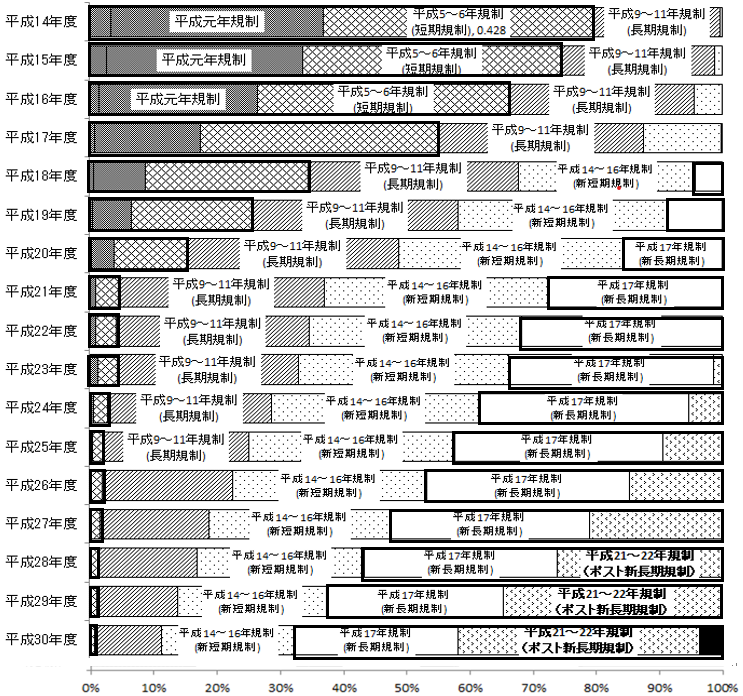 平成14年度
平成元年規制
平成5～6年規制
(短期規制), 0.428
平成9～11年規制
(長期規制)
平成15年度
平成元年規制
平成5～6年規制
(短期規制)
平成9～11年規制
(長期規制)
平成16年度
平成元年規制
平成5～6年規制
(短期規制)
平成9～11年規制
(長期規制)
平成17年度
平成9～11年規制
(長期規制)
平成18年度
平成9～11年規制
(長期規制)
平成14～16年規制
(新短期規制)
平成19年度
平成9～11年規制
(長期規制)
平成14～16年規制
(新短期規制)
平成20年度
平成9～11年規制
(長期規制)
平成14～16年規制
(新短期規制)
平成17年規制
(新長期規制)
平成21年度
平成9～11年規制
(長期規制)
平成14～16年規制
(新短期規制)
平成17年規制
(新長期規制)
平成22年度
平成9～11年規制
(長期規制)
平成14～16年規制
(新短期規制)
平成17年規制
(新長期規制)
平成23年度
平成9～11年規制
(長期規制)
平成14～16年規制
(新短期規制)
平成17年規制
(新長期規制)
平成24年度
平成9～11年規制
(長期規制)
平成14～16年規制
(新短期規制)
平成17年規制
(新長期規制)
平成25年度
平成9～11年規制
(長期規制)
平成14～16年規制
(新短期規制)
平成17年規制
(新長期規制)
平成26年度
平成14～16年規制
(新短期規制)
平成17年規制
(新長期規制)
平成27年度
平成14～16年規制
(新短期規制)
平成17年規制
(新長期規制)
平成28年度
平成14～16年規制
(新短期規制)
平成17年規制
(新長期規制)
平成21～22年規制
(ポスト新長期規制)
平成29年度
平成14～16年規制
(新短期規制)
平成17年規制
(新長期規制)
平成21～22年規制
(ポスト新長期規制)
平成30年度
平成14～16年規制
(新短期規制)
平成17年規制
(新長期規制)
平成21～22年規制
(ポスト新長期規制)
0% 10% 20% 30% 40% 50% 60% 70% 80% 90% 100%